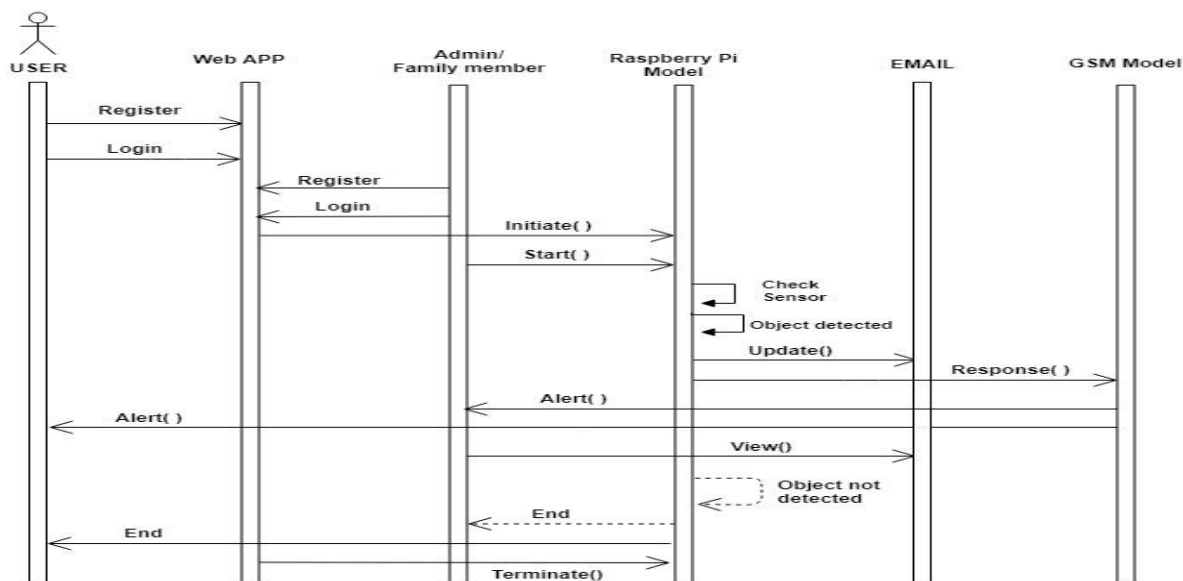 USER
Web APP
Admin/
Family member
Raspberry Pi
Model
EMAIL
GSM Model
Register
Login
Register
Login
Initiate( )
Start( )
Check
Sensor
Object detected
Update()
Response( )
Alert( )
Alert( )
View()
Object not
detected
End
End
Terminate()